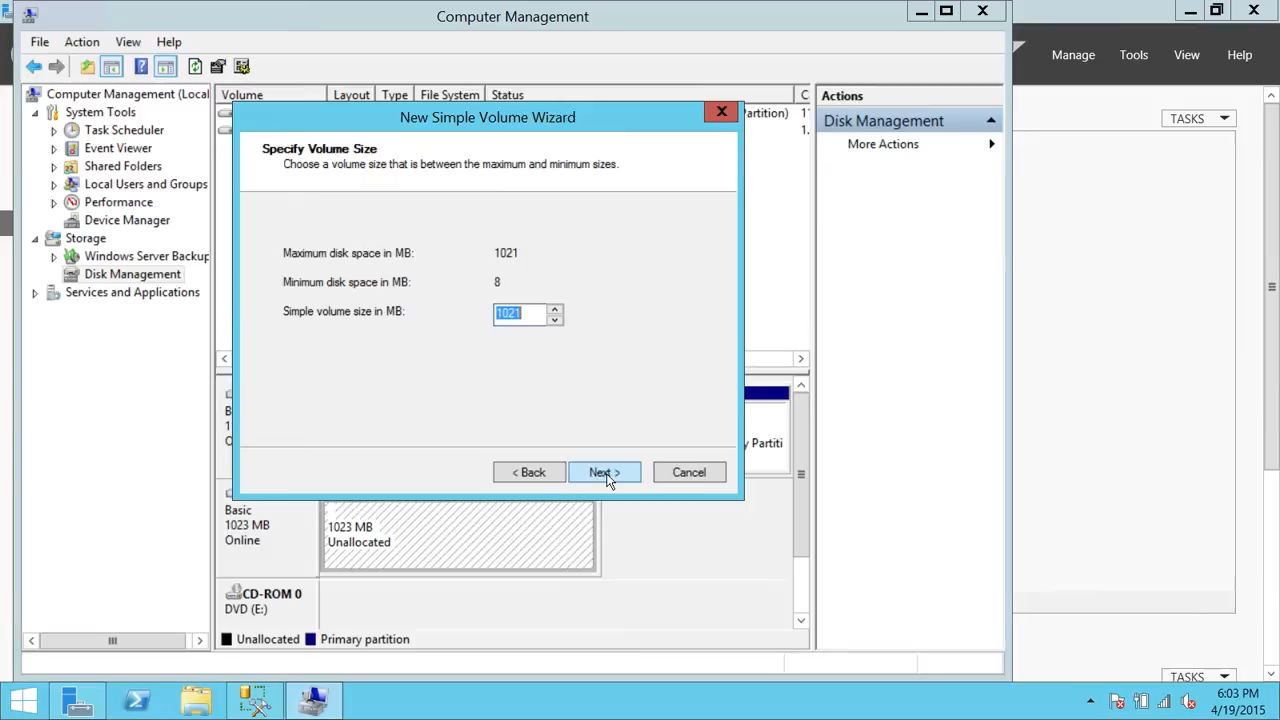 Computer Management
File Action View Help
Manage Tools View Help
Computer Management (Local
System Tools
Task Scheduler
Event Viewer
Shared Folders
Local Users and Groups
Performance
Device Manager
Storage
Windows Server Backup
Disk Management
Services and Applications
Volume Layout Type File System Status C
Partition) 1
1.
New Simple Volume Wizard
Specify Volume Size
Choose a volume size that is between the maximum and minimum sizes.
Maximum disk space in MB: 1021
Minimum disk space in MB: 8
Simple volume size in MB: 1021
< Back Next > Cancel
B
1
O
y Partiti
Basic
1023 MB
Online
1023 MB
Unallocated
CD-ROM 0
DVD (E:)
Unallocated Primary partition
Actions
Disk Management
More Actions
TASKS
TASKS
6:03 PM
4/19/2015